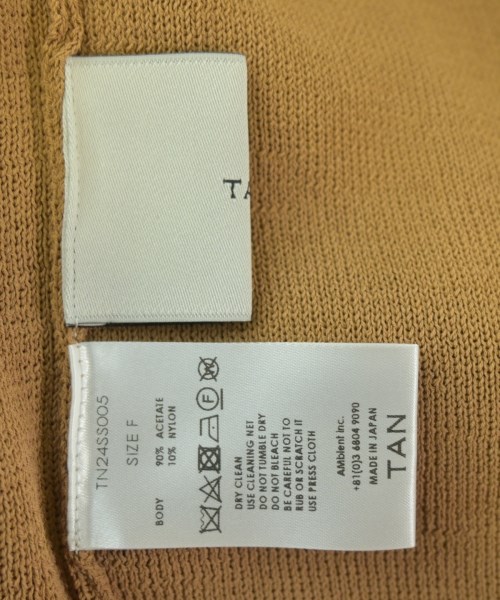 TA
TN24SS005
SIZE F
BODY 90% ACETATE
10% NYLON
DRY CLEAN
USE CLEANING NET
DO NOT TUMBLE DRY
DO NOT BLEACH
BE CAREFUL NOT TO
RUB OR SCRATCH IT
USE PRESS CLOTH
AMbient Inc.
+81(0)3 6804 9090
MADE IN JAPAN
TAN